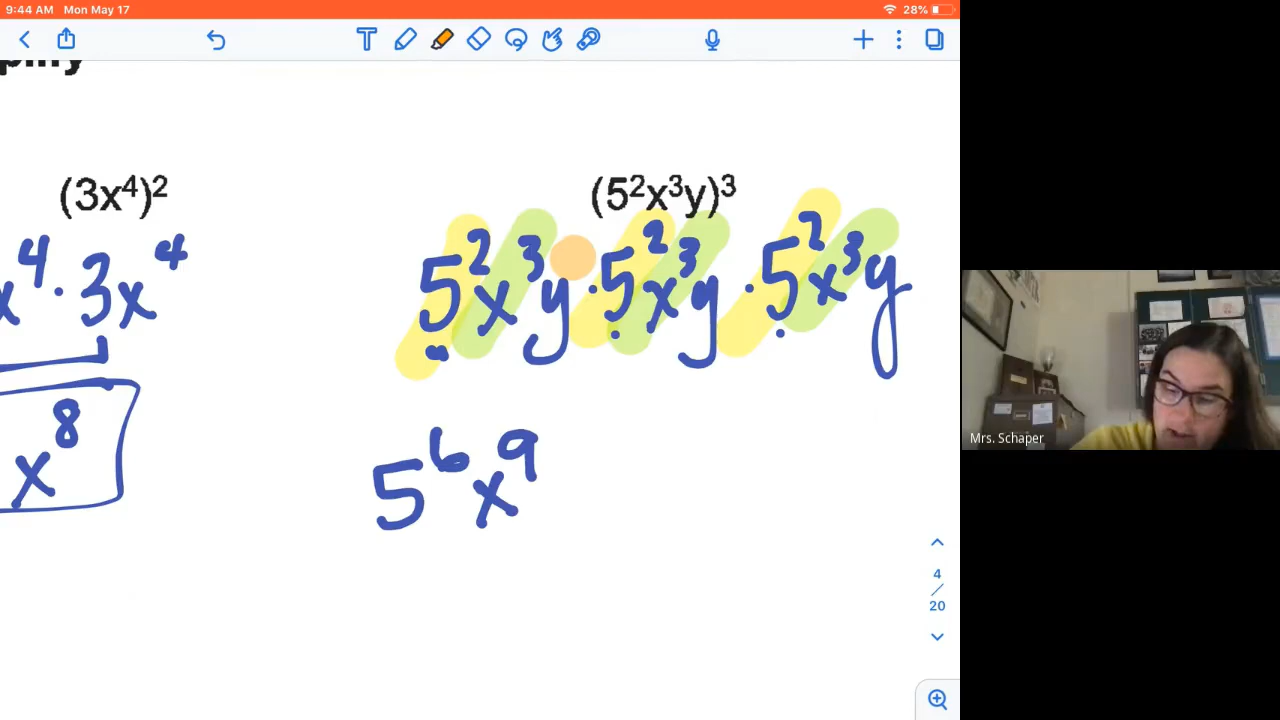 9:44 AM Mon May 17
28%
(3x⁴)²
(5²x³y)³
x⁴ · 3x⁴
5²x³y · 5²x³y · 5²x³y
x⁸
5⁶x⁹
Mrs. Schaper
4
/
20